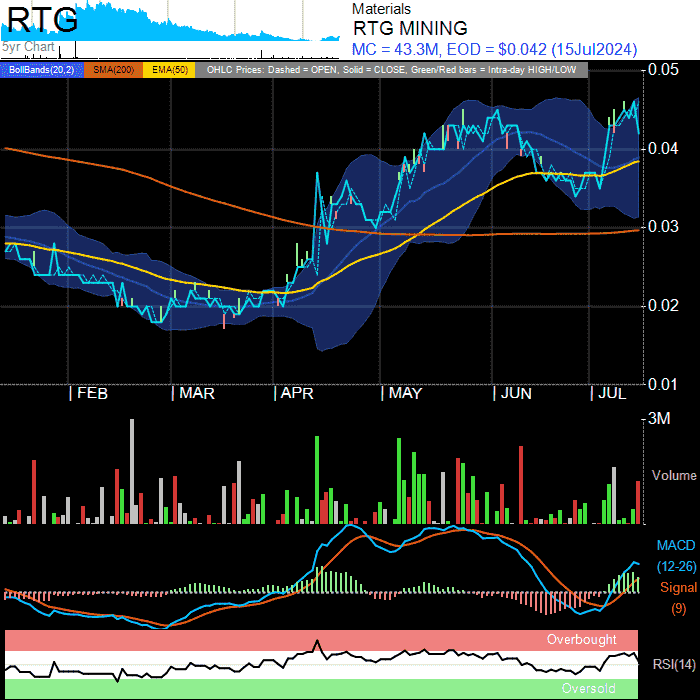 RTG
5yr Chart
Materials
RTG MINING
MC = 43.3M, EOD = $0.042 (15Jul2024)
BollBands(20,2) SMA(200) EMA(50) OHLC Prices: Dashed = OPEN, Solid = CLOSE, Green/Red bars = Intra-day HIGH/LOW
0.05
0.04
0.03
0.02
0.01
| FEB | MAR | APR | MAY | JUN | JUL
3M
Volume
MACD
(12-26)
Signal
(9)
Overbought
RSI(14)
Oversold